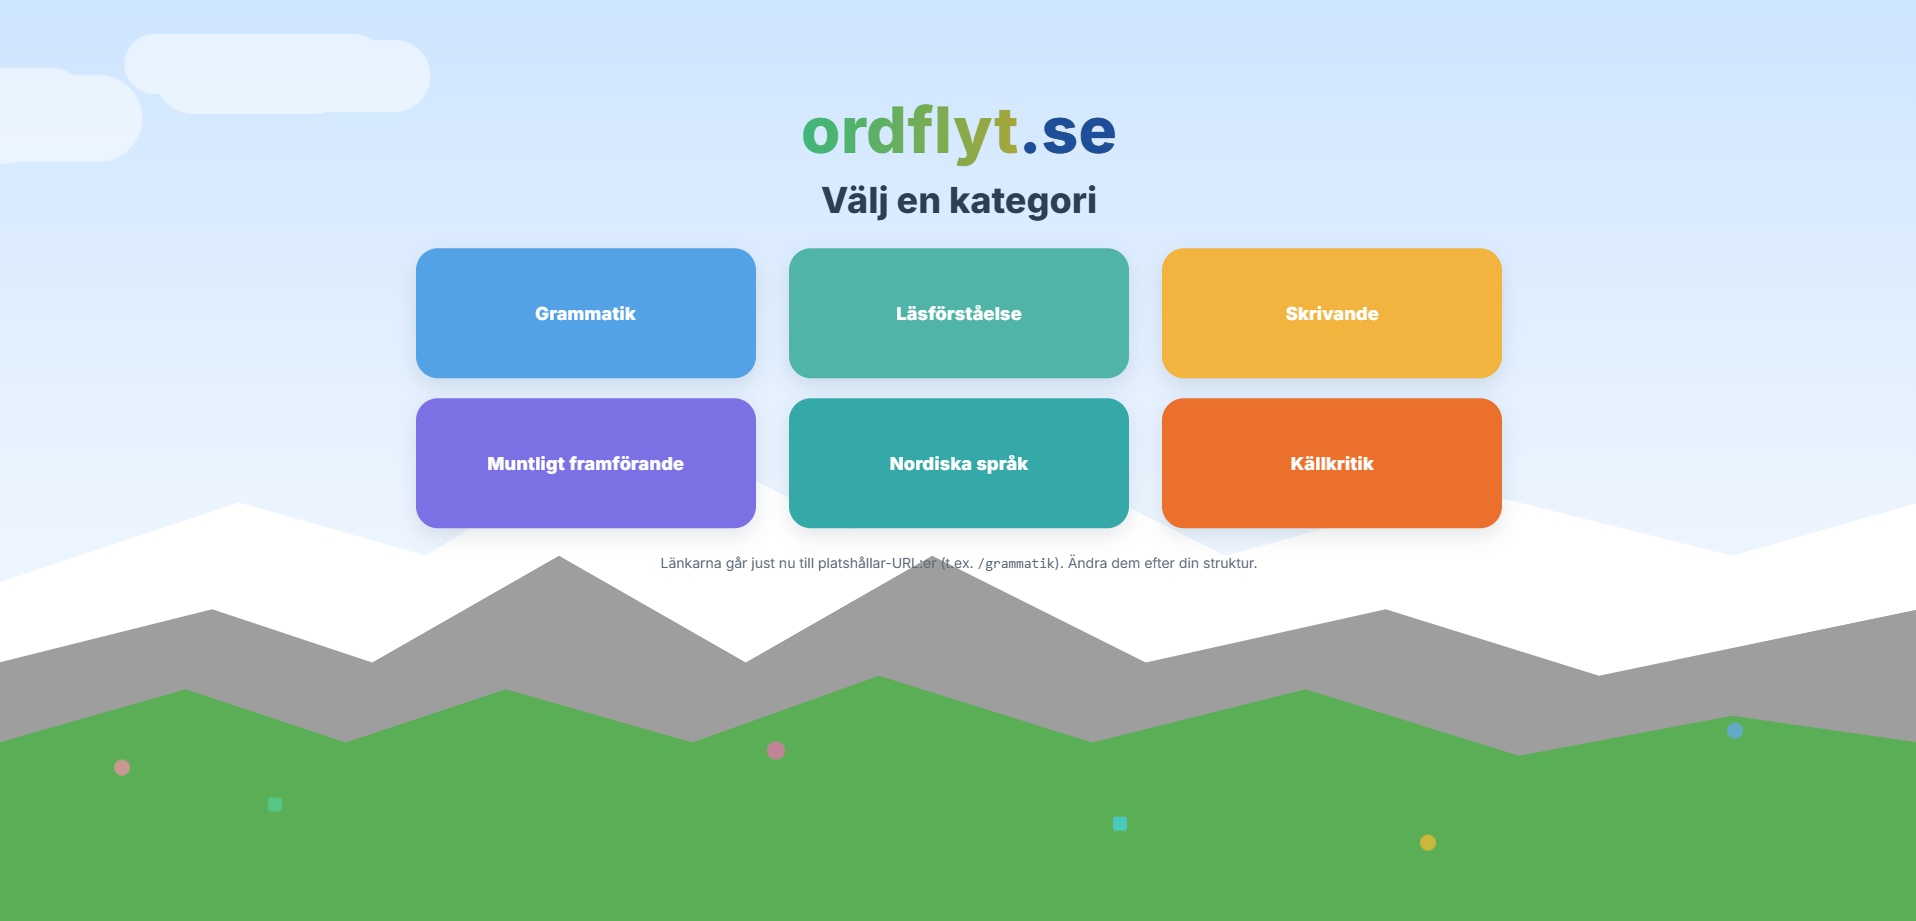 ordflyt.se
Välj en kategori
Grammatik
Läsförståelse
Skrivande
Muntligt framförande
Nordiska språk
Källkritik
Länkarna går just nu till platshållar-URL:er (t.ex. /grammatik). Ändra dem efter din struktur.